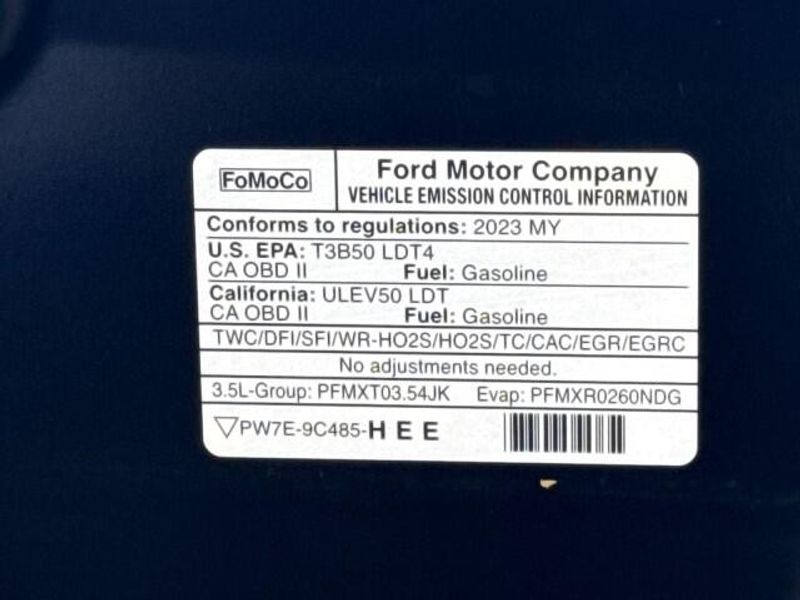 FoMoCo
Ford Motor Company
VEHICLE EMISSION CONTROL INFORMATION
Conforms to regulations: 2023 MY
U.S. EPA: T3B50 LDT4
CA OBD II Fuel: Gasoline
California: ULEV50 LDT
CA OBD II Fuel: Gasoline
TWC/DFI/SFI/WR-HO2S/HO2S/TC/CAC/EGR/EGRC
No adjustments needed.
3.5L-Group: PFMXT03.54JK Evap: PFMXR0260NDG
▽PW7E-9C485-HEE